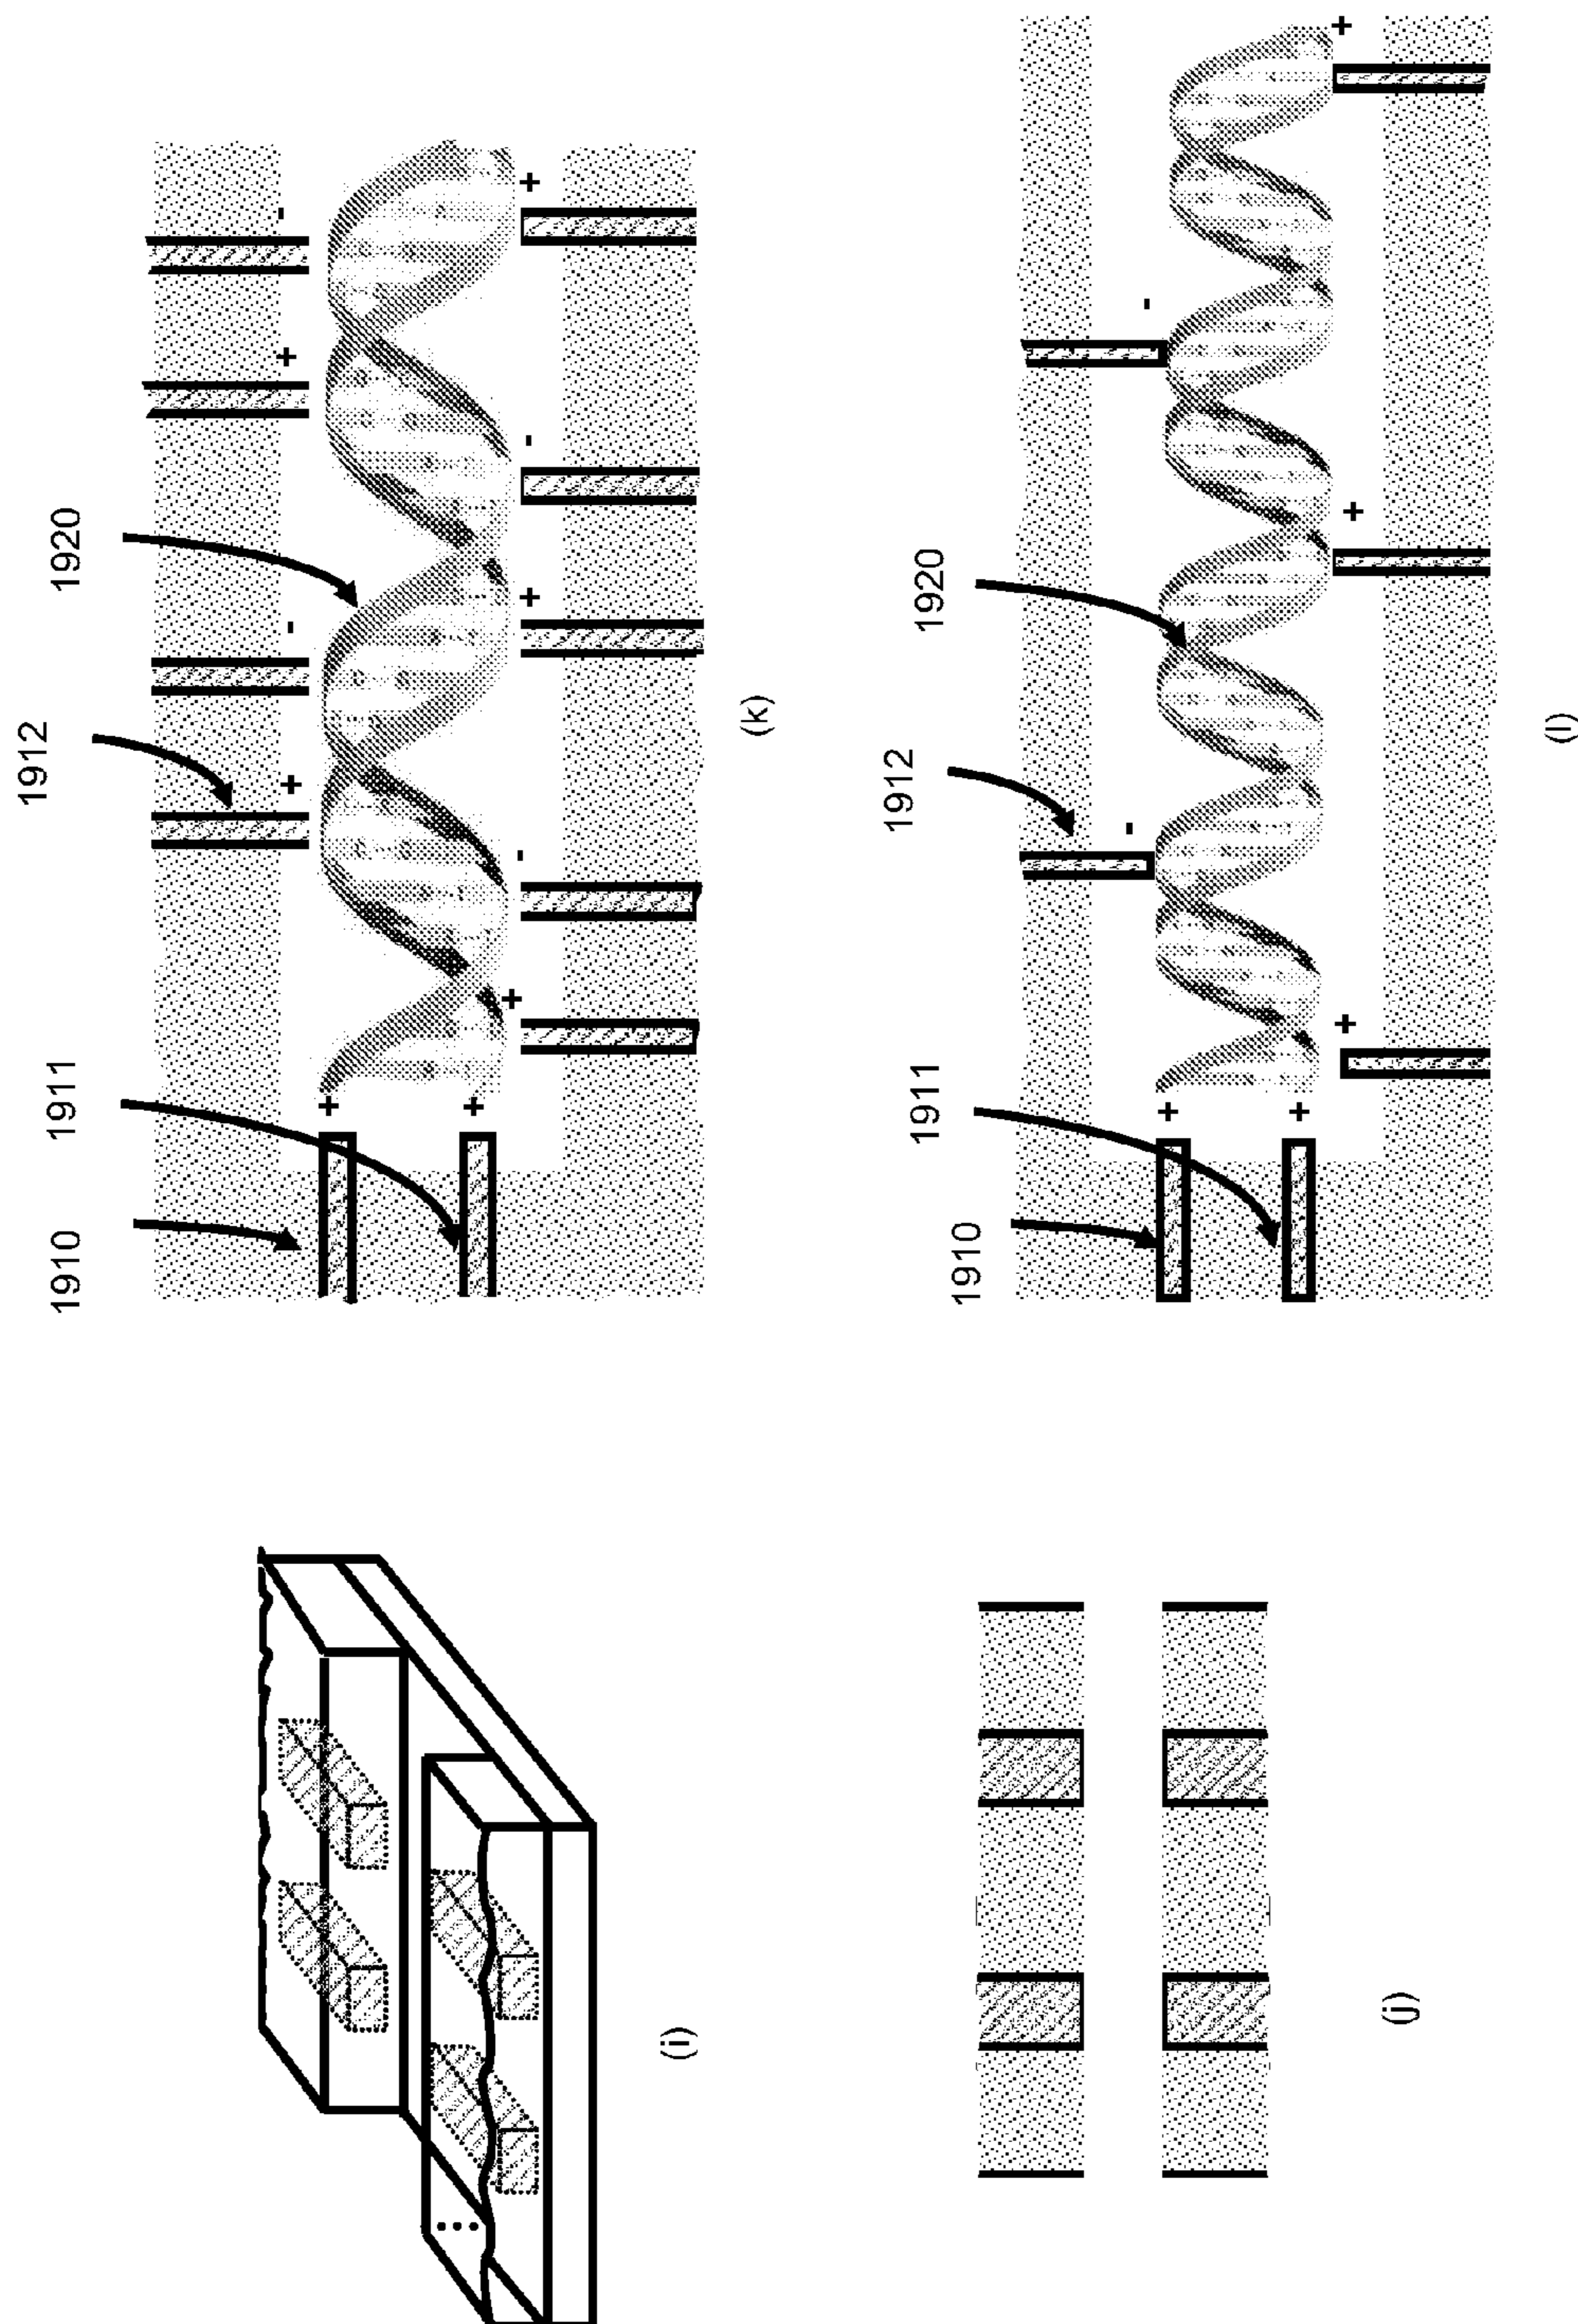 1912
1910 1911 1920
+ - + -
+
+
+ - + - +
(i)
(k)
1912
1910 1911 1920
- -
+
+
+ + +
(j)
(l)